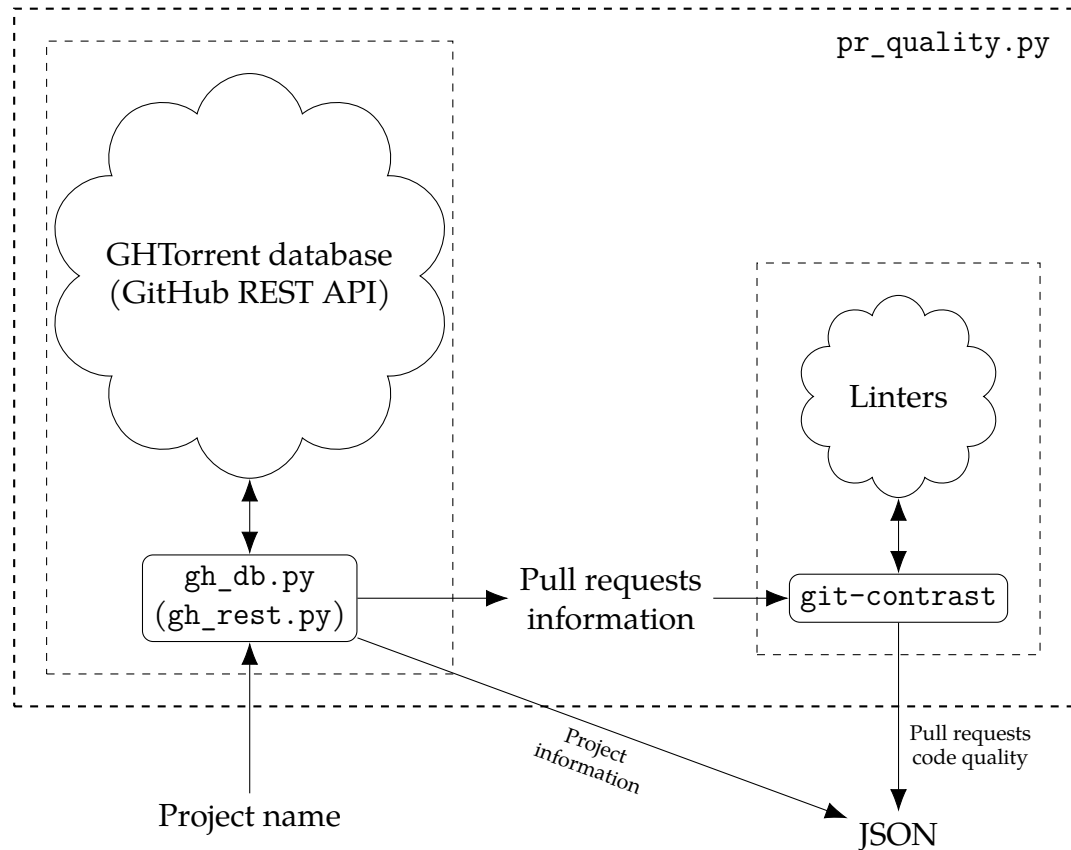 pr_quality.py
GHTorrent database
(GitHub REST API)
Linters
gh_db.py
(gh_rest.py)
Pull requests
information
git-contrast
Project
information
Pull requests
code quality
Project name
JSON